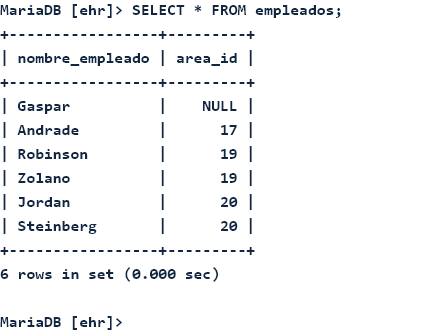 MariaDB [ehr]> SELECT * FROM empleados;
+-----------------+---------+
| nombre_empleado | area_id |
+-----------------+---------+
| Gaspar          |    NULL |
| Andrade         |      17 |
| Robinson        |      19 |
| Zolano          |      19 |
| Jordan          |      20 |
| Steinberg       |      20 |
+-----------------+---------+
6 rows in set (0.000 sec)
MariaDB [ehr]>